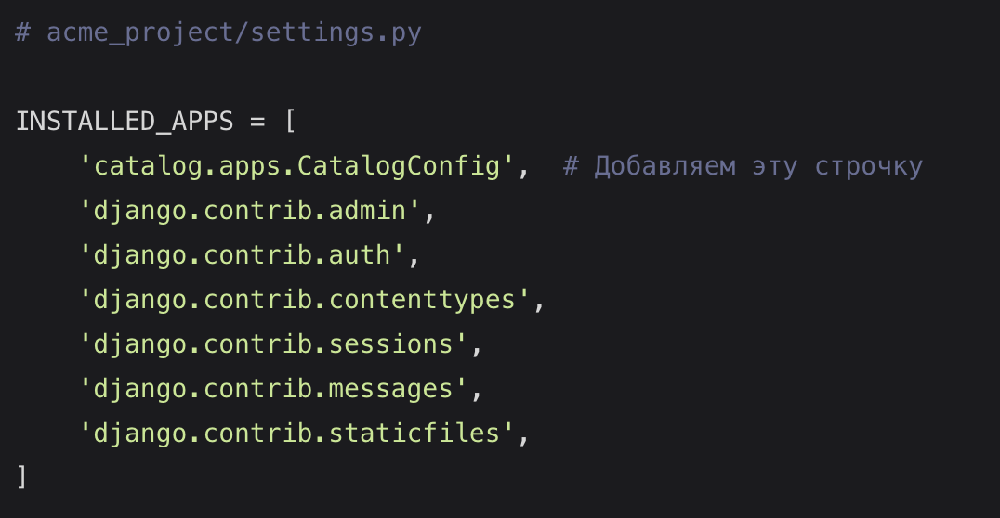 # acme_project/settings.py
INSTALLED_APPS = [
    'catalog.apps.CatalogConfig',  # Добавляем эту строчку
    'django.contrib.admin',
    'django.contrib.auth',
    'django.contrib.contenttypes',
    'django.contrib.sessions',
    'django.contrib.messages',
    'django.contrib.staticfiles',
]